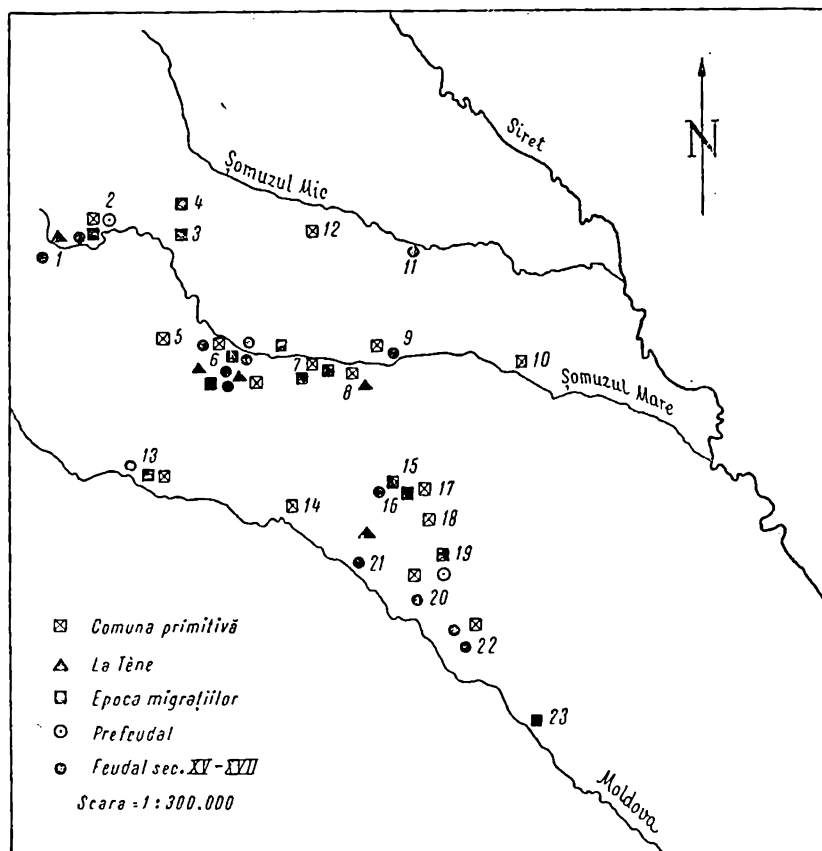 N
Siret
Șomuzul Mic
2
4
3
12
1
11
5
6
9
7
8
10
Șomuzul Mare
13
15
14
16
17
18
19
21
20
22
23
Moldova
Comuna primitivă
La Tène
Epoca migrațiilor
Prefeudal
Feudal sec. XV-XVII
Scara = 1:300.000